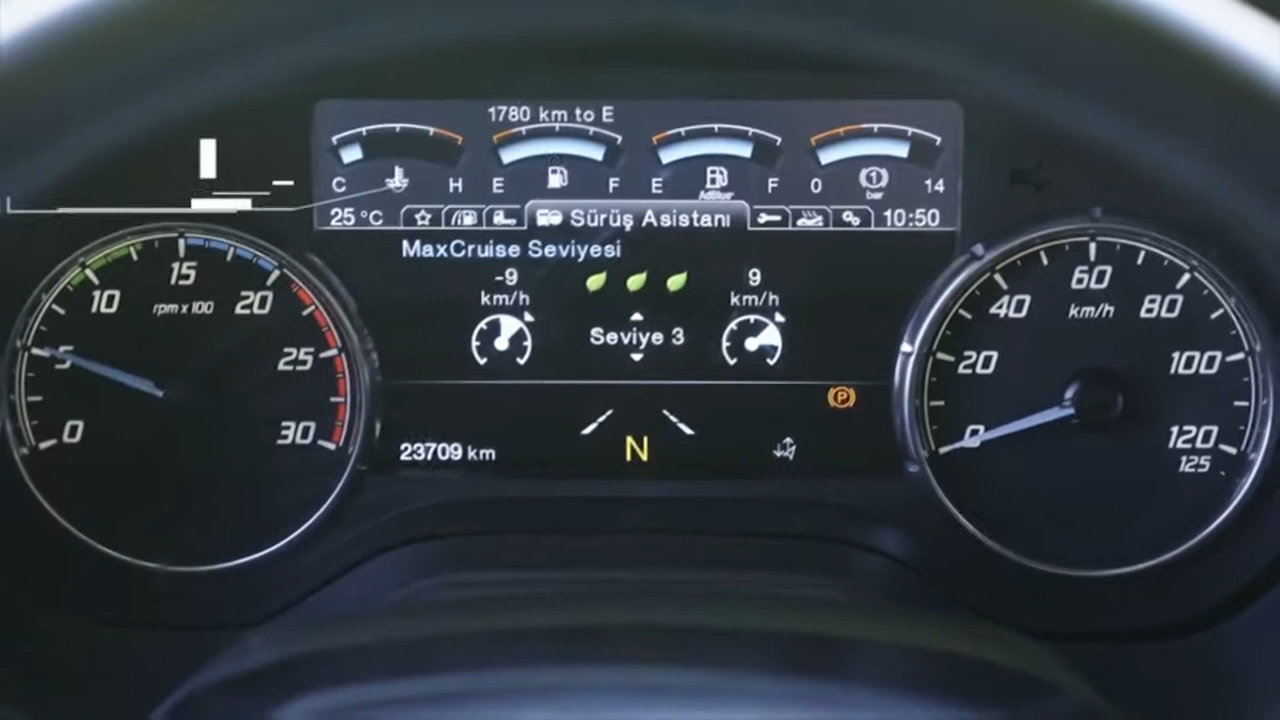 1780 km to E
C H E F E AdBlue F 0 1 bar 14
25 °C Sürüş Asistanı 10:50
MaxCruise Seviyesi
-9 km/h
9 km/h
Seviye 3
P
23709 km
N
0 5 10 15 20 25 30
rpm x 100
0 20 40 60 80 100 120
125
km/h